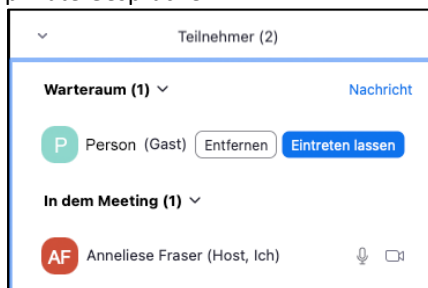 Teilnehmer (2)
Warteraum (1) Nachricht
P Person (Gast) Entfernen Eintreten lassen
In dem Meeting (1)
AF Anneliese Fraser (Host, Ich)